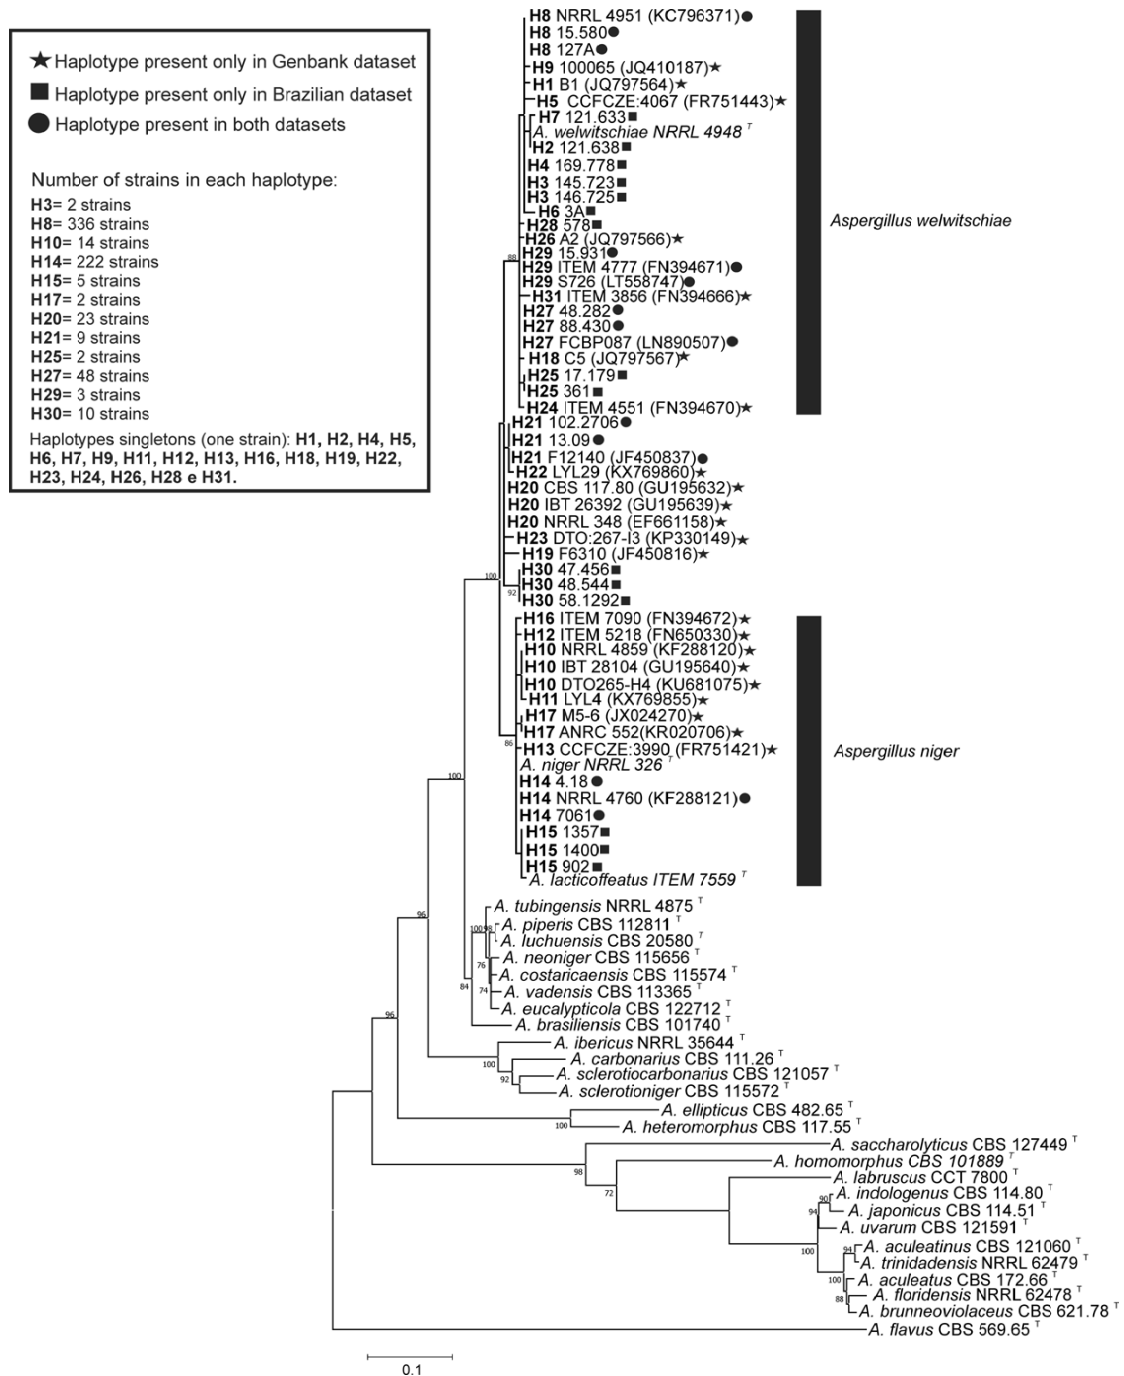 Haplotype present only in Genbank dataset
Haplotype present only in Brazilian dataset
Haplotype present in both datasets
Number of strains in each haplotype:
H3= 2 strains
H8= 336 strains
H10= 14 strains
H14= 222 strains
H15= 5 strains
H17= 2 strains
H20= 23 strains
H21= 9 strains
H25= 2 strains
H27= 48 strains
H29= 3 strains
H30= 10 strains
Haplotypes singletons (one strain): H1, H2, H4, H5,
H6, H7, H9, H11, H12, H13, H16, H18, H19, H22,
H23, H24, H26, H28 e H31.
H8 NRRL 4951 (KC796371)
H8 15.580
H8 127A
H9 100065 (JQ410187)
H1 B1 (JQ797564)
H5 CCFCZE:4067 (FR751443)
H7 121.633
A. welwitschiae NRRL 4948 T
H2 121.638
H4 169.778
H3 145.723
H3 146.725
H6 3A
H28 578
H26 A2 (JQ797566)
H29 15.931
88
H29 ITEM 4777 (FN394671)
H29 S726 (LT558747)
H31 ITEM 3856 (FN394666)
H27 48.282
H27 88.430
H27 FCBP087 (LN890507)
H18 C5 (JQ797567)
H25 17.179
H25 361
H24 ITEM 4551 (FN394670)
Aspergillus welwitschiae
H21 102.2706
H21 13.09
H21 F12140 (JF450837)
H22 LYL29 (KX769860)
H20 CBS 117.80 (GU195632)
H20 IBT 26392 (GU195639)
H20 NRRL 348 (EF661158)
H23 DTO:267-I3 (KP330149)
H19 F6310 (JF450816)
H30 47.456
100
H30 48.544
92
H30 58.1292
H16 ITEM 7090 (FN394672)
H12 ITEM 5218 (FN650330)
H10 NRRL 4859 (KF288120)
H10 IBT 28104 (GU195640)
H10 DTO265-H4 (KU681075)
H11 LYL4 (KX769855)
H17 M5-6 (JX024270)
H17 ANRC 552(KR020706)
86
H13 CCFCZE:3990 (FR751421)
Aspergillus niger
A. niger NRRL 326 T
100
H14 4.18
H14 NRRL 4760 (KF288121)
H14 7061
H15 1357
H15 1400
H15 902
A. lacticoffeatus ITEM 7559 T
A. tubingensis NRRL 4875 T
96
A. piperis CBS 112811 T
100
98
A. luchuensis CBS 20580 T
A. neoniger CBS 115656 T
76
A. costaricaensis CBS 115574 T
84
74
A. vadensis CBS 113365 T
A. eucalypticola CBS 122712 T
96
A. brasiliensis CBS 101740 T
A. ibericus NRRL 35644 T
100
A. carbonarius CBS 111.26 T
92
A. sclerotiocarbonarius CBS 121057 T
A. sclerotioniger CBS 115572 T
A. ellipticus CBS 482.65 T
100
A. heteromorphus CBS 117.55 T
A. saccharolyticus CBS 127449 T
98
A. homomorphus CBS 101889 T
72
A. labruscus CCT 7800 T
90
A. indologenus CBS 114.80 T
94
A. japonicus CBS 114.51 T
A. uvarum CBS 121591 T
100
94
A. aculeatinus CBS 121060 T
A. trinidadensis NRRL 62479 T
100
A. aculeatus CBS 172.66 T
88
A. floridensis NRRL 62478 T
A. brunneoviolaceus CBS 621.78 T
A. flavus CBS 569.65 T
0.1